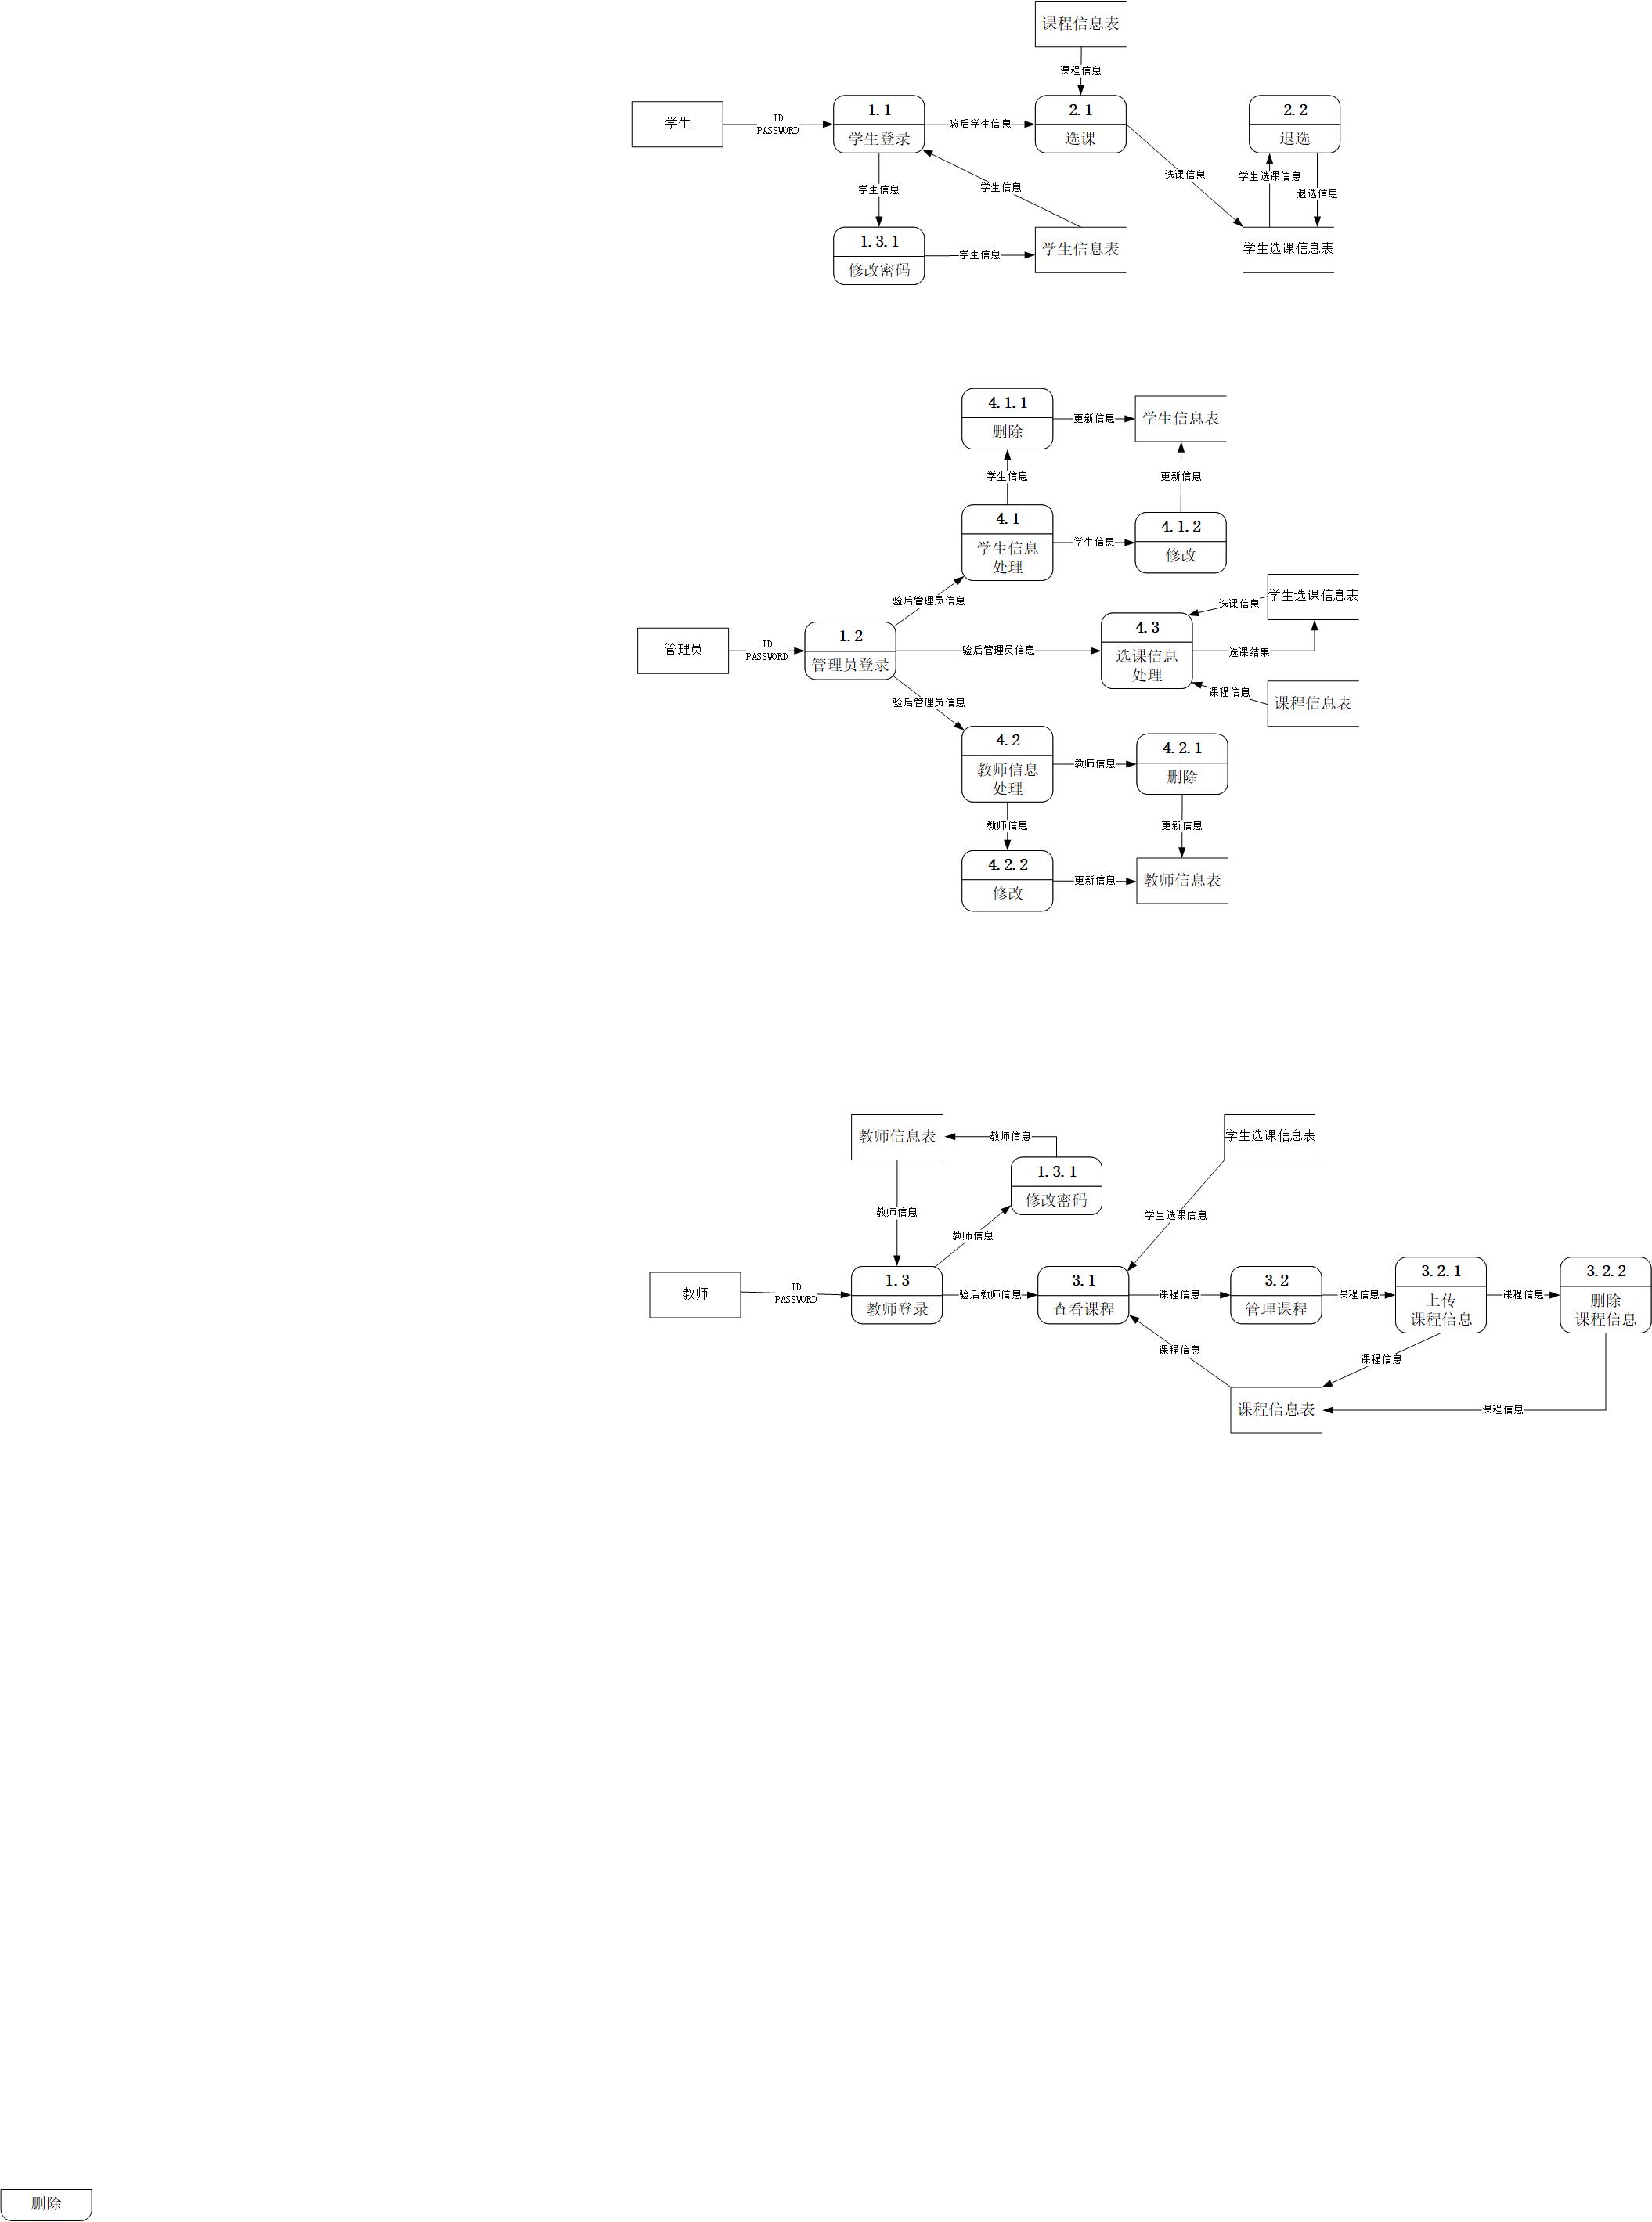 课程信息表
课程信息
学生
ID
PASSWORD
1.1
学生登录
验后学生信息
2.1
选课
2.2
退选
选课信息
学生选课信息
退选信息
学生信息
学生信息
1.3.1
修改密码
学生信息
学生信息表
学生选课信息表
4.1.1
删除
更新信息
学生信息表
学生信息
更新信息
4.1
学生信息
处理
学生信息
4.1.2
修改
验后管理员信息
选课信息
学生选课信息表
管理员
ID
PASSWORD
1.2
管理员登录
验后管理员信息
4.3
选课信息
处理
选课结果
课程信息
课程信息表
验后管理员信息
4.2
教师信息
处理
教师信息
4.2.1
删除
教师信息
更新信息
4.2.2
修改
更新信息
教师信息表
教师信息表
教师信息
学生选课信息表
1.3.1
修改密码
教师信息
教师信息
学生选课信息
教师
ID
PASSWORD
1.3
教师登录
验后教师信息
3.1
查看课程
课程信息
3.2
管理课程
课程信息
3.2.1
上传
课程信息
课程信息
3.2.2
删除
课程信息
课程信息
课程信息
课程信息表
课程信息
删除